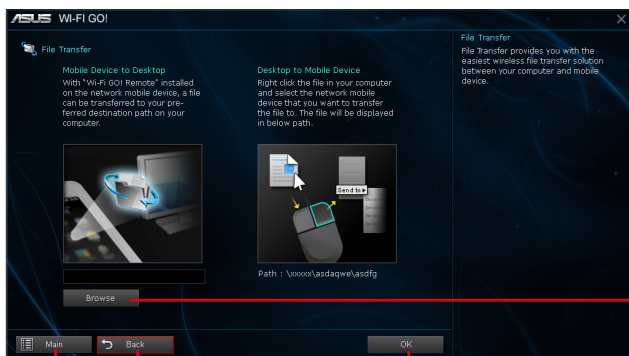 ASUS WI-FI GO!
File Transfer
Mobile Device to Desktop
With "Wi-Fi GO! Remote" installed
on the network mobile device, a file
can be transferred to your pre-
ferred destination path on your
computer.
Browse
Desktop to Mobile Device
Right click the file in your computer
and select the network mobile
device that you want to transfer
the file to. The file will be displayed
in below path.
Send to
Path : \xxxxx\asdaqwe\asdfg
File Transfer
File Transfer provides you with the
easiest wireless file transfer solution
between your computer and mobile
device.
Main
Back
OK